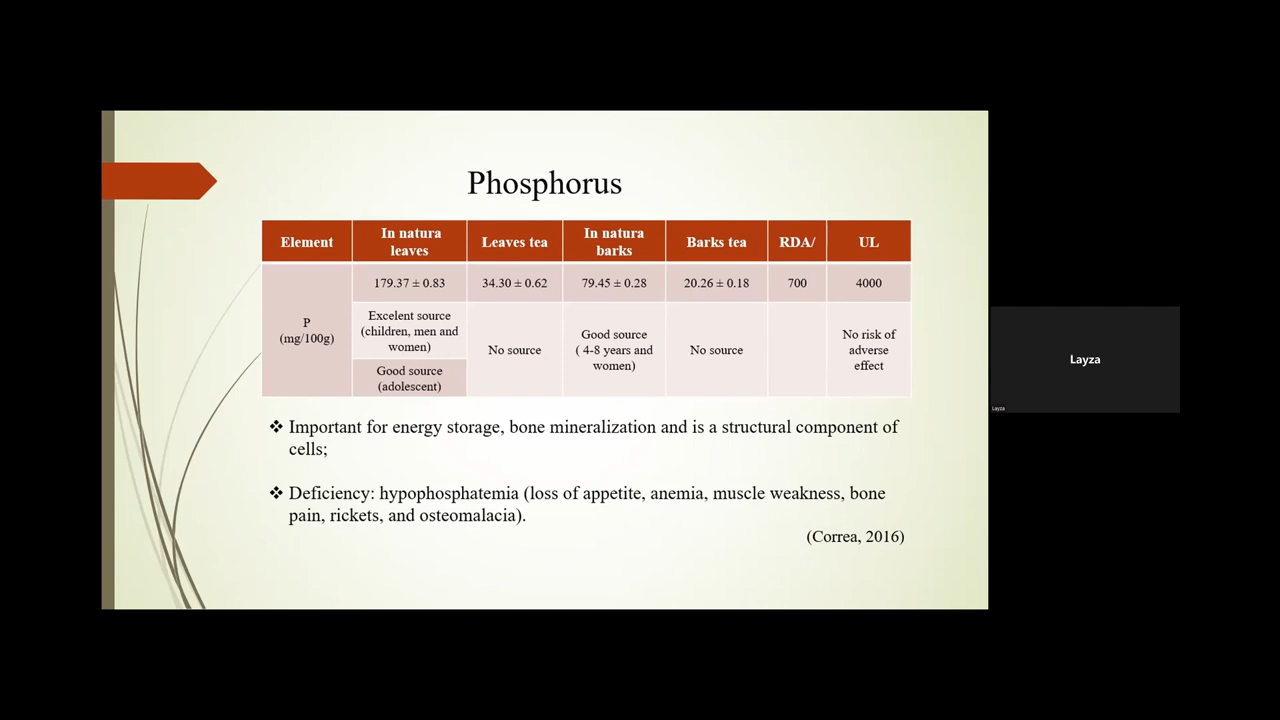 Phosphorus
Element
In natura
leaves
Leaves tea
In natura
barks
Barks tea
RDA/
UL
P
(mg/100g)
179.37 ± 0.83
34.30 ± 0.62
79.45 ± 0.28
20.26 ± 0.18
700
4000
Excelent source
(children, men and
women)
Good source
(adolescent)
No source
Good source
( 4-8 years and
women)
No source
No risk of
adverse
effect
❖ Important for energy storage, bone mineralization and is a structural component of
cells;
❖ Deficiency: hypophosphatemia (loss of appetite, anemia, muscle weakness, bone
pain, rickets, and osteomalacia).
(Correa, 2016)
Layza
Layza